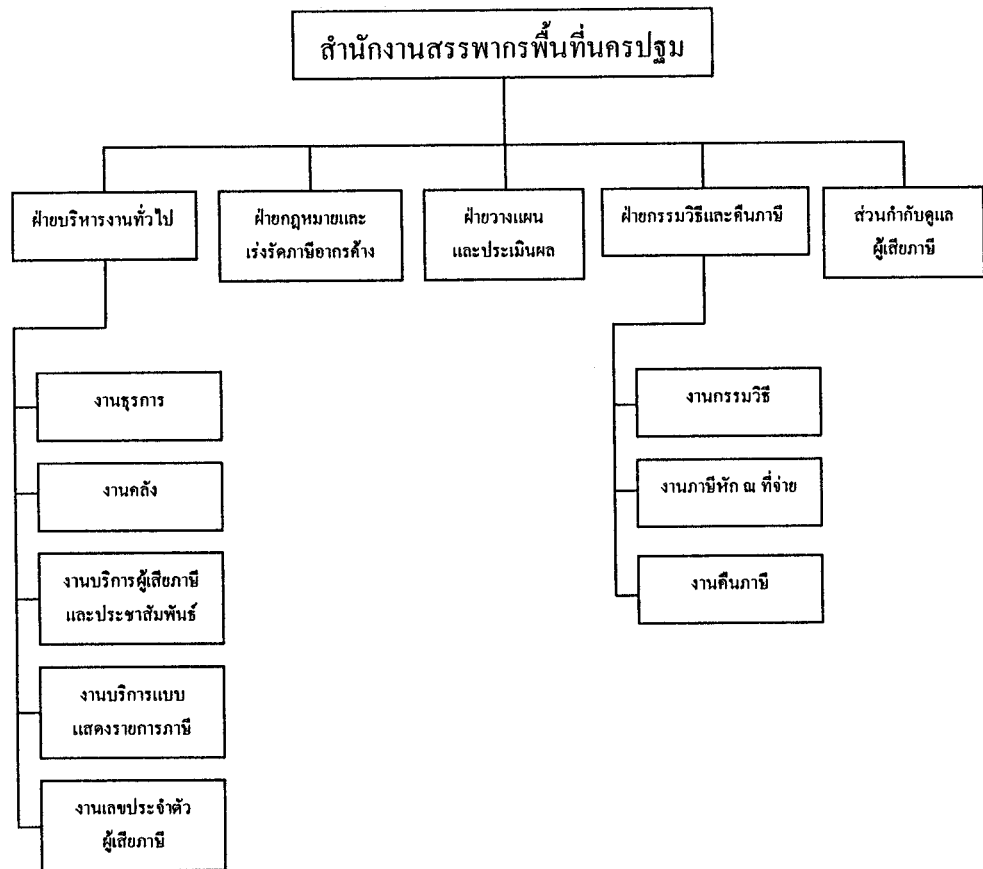 สำนักงานสรรพากรพื้นที่นครปฐม
ฝ่ายบริหารงานทั่วไป
ฝ่ายกฎหมายและ
เร่งรัดภาษีอากรค้าง
ฝ่ายวางแผน
และประเมินผล
ฝ่ายกรรมวิธีและคืนภาษี
ส่วนกำกับดูแล
ผู้เสียภาษี
งานธุรการ
งานคลัง
งานบริการผู้เสียภาษี
และประชาสัมพันธ์
งานบริการแบบ
แสดงรายการภาษี
งานเลขประจำตัว
ผู้เสียภาษี
งานกรรมวิธี
งานภาษีหัก ณ ที่จ่าย
งานคืนภาษี